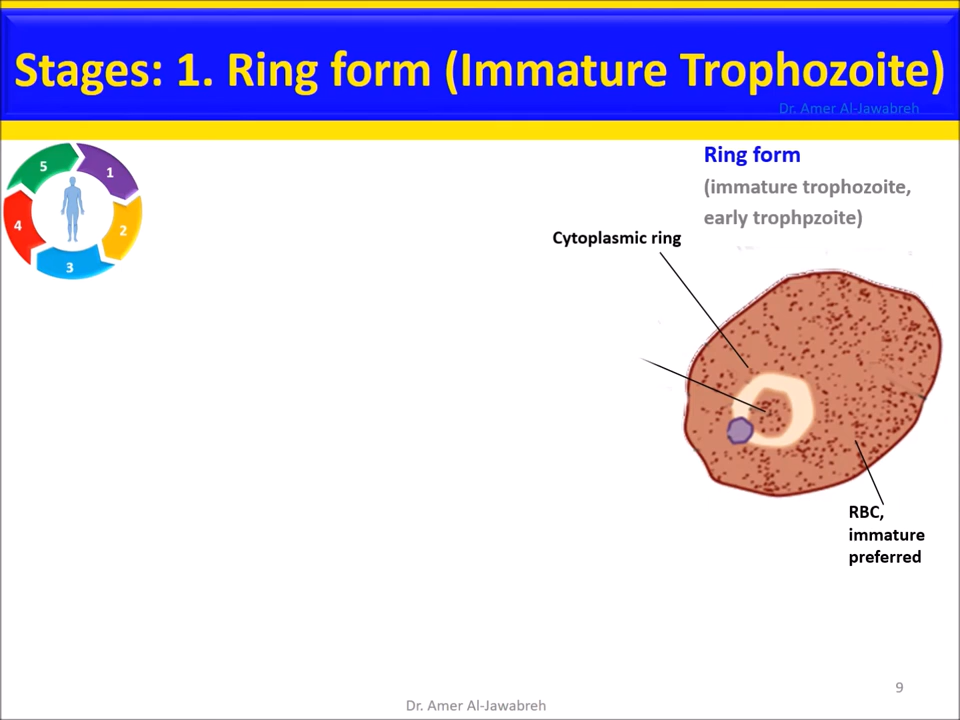 Stages: 1. Ring form (Immature Trophozoite)
Dr. Amer Al-Jawabreh
5
1
4
2
3
Ring form
(immature trophozoite,
early trophpzoite)
Cytoplasmic ring
RBC,
immature
preferred
9
Dr. Amer Al-Jawabreh